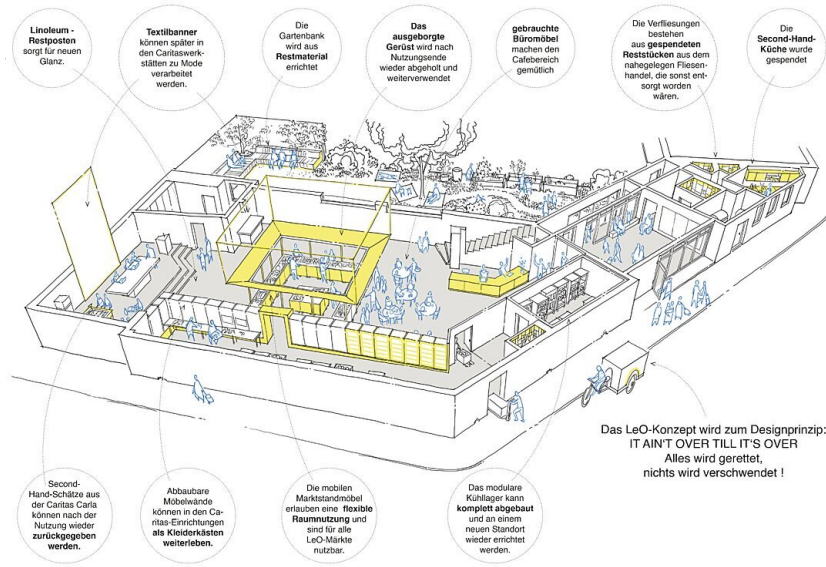 Linoleum -
Restposten
sorgt für neuen
Glanz.
Textilbanner
können später in
den Caritaswerk-
stätten zu Mode
verarbeitet
werden.
Die
Gartenbank
wird aus
Restmaterial
errichtet
Das
ausgeborgte
Gerüst wird nach
Nutzungsende
wieder abgeholt und
weiterverwendet
gebrauchte
Büromöbel
machen den
Cafebereich
gemütlich
Die Verfliesungen
bestehen
aus gespendeten
Reststücken aus dem
nahegelegen Fliesen-
handel, die sonst ent-
sorgt worden
wären.
Die
Second-Hand-
Küche wurde
gespendet
Das LeO-Konzept wird zum Designprinzip:
IT AIN'T OVER TILL IT'S OVER
Alles wird gerettet,
nichts wird verschwendet !
Second-
Hand-Schätze aus
der Caritas Carla
können nach der
Nutzung wieder
zurückgegeben
werden.
Abbaubare
Möbelwände
können in den Ca-
ritas-Einrichtungen
als Kleiderkästen
weiterleben.
Die mobilen
Marktstandmöbel
erlauben eine flexible
Raumnutzung und
sind für alle
LeO-Märkte
nutzbar.
Das modulare
Kühllager kann
komplett abgebaut
und an einem
neuen Standort
wieder errichtet
werden.